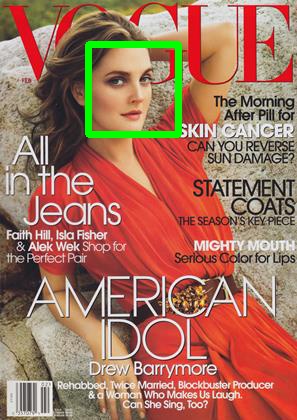 VOGUE
FEB
The Morning
After Pill for
SKIN CANCER
CAN YOU REVERSE
SUN DAMAGE?
All
in the
Jeans
Faith Hill, Isla Fisher
& Alek Wek Shop for
the Perfect Pair
STATEMENT
COATS
THE SEASON'S KEY PIECE
MIGHTY MOUTH
Serious Color for Lips
AMERICAN
IDOL
Drew Barrymore
Rehabbed, Twice Married, Blockbuster Producer
& a Woman Who Makes Us Laugh.
Can She Sing, Too?